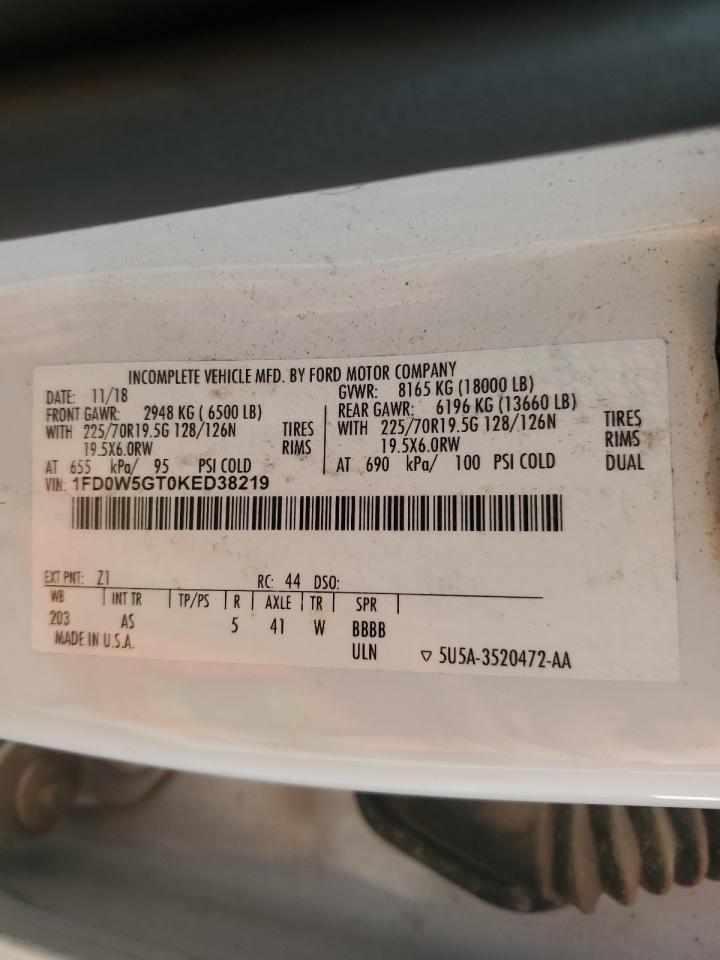 INCOMPLETE VEHICLE MFD. BY FORD MOTOR COMPANY
DATE: 11/18 GVWR: 8165 KG (18000 LB)
FRONT GAWR: 2948 KG ( 6500 LB) REAR GAWR: 6196 KG (13660 LB)
WITH 225/70R19.5G 128/126N TIRES WITH 225/70R19.5G 128/126N TIRES
19.5X6.0RW RIMS 19.5X6.0RW RIMS
AT 655 kPa/ 95 PSI COLD AT 690 kPa/ 100 PSI COLD DUAL
VIN: 1FD0W5GT0KED38219
EXT PNT: Z1 RC: 44 DSO:
WB INT TR TP/PS R AXLE TR SPR
203 AS 5 41 W BBBB
MADE IN U.S.A. ULN ▽ 5U5A-3520472-AA